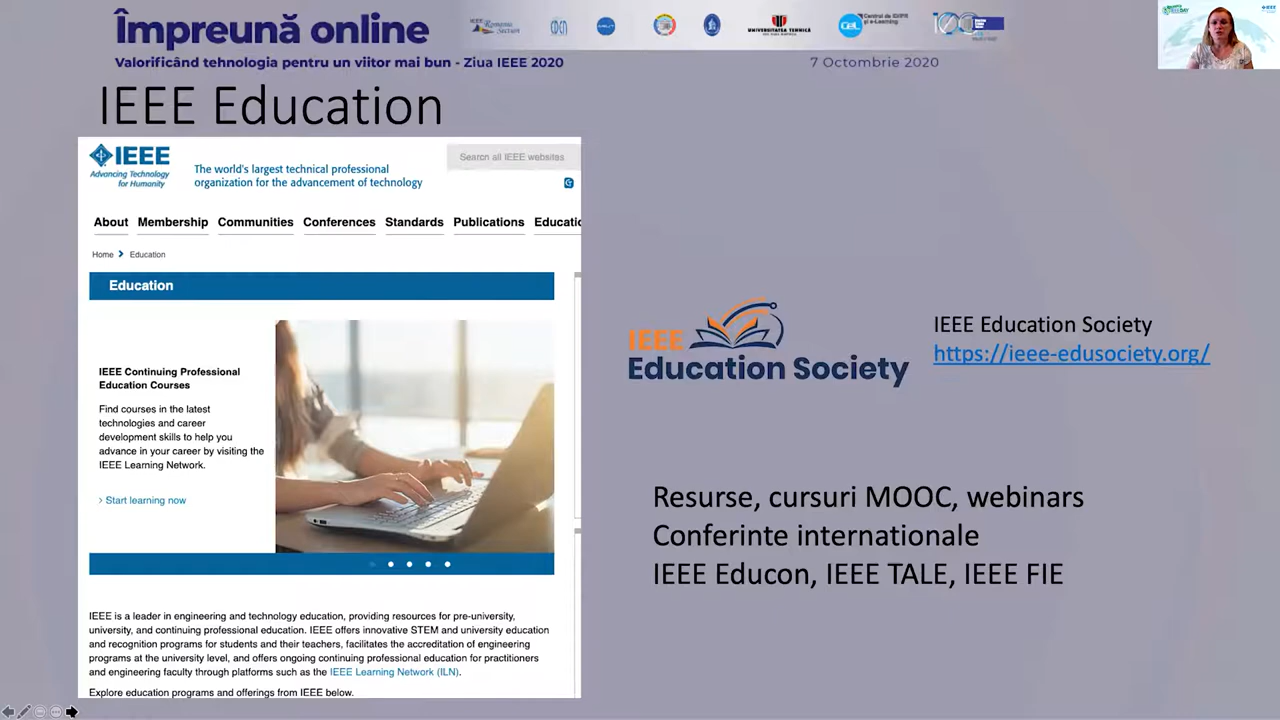 Împreună online
Valorificând tehnologia pentru un viitor mai bun - Ziua IEEE 2020
7 Octombrie 2020
UNIVERSITATEA TEHNICA
Centrul de IDIFR
și e-Learning
IEEE Education
IEEE
Advancing Technology
for Humanity
The world's largest technical professional
organization for the advancement of technology
Search all IEEE websites
About Membership Communities Conferences Standards Publications Educatio
Home > Education
Education
IEEE Continuing Professional
Education Courses
Find courses in the latest
technologies and career
development skills to help you
advance in your career by visiting the
IEEE Learning Network.
> Start learning now
IEEE is a leader in engineering and technology education, providing resources for pre-university,
university, and continuing professional education. IEEE offers innovative STEM and university education
and recognition programs for students and their teachers, facilitates the accreditation of engineering
programs at the university level, and offers ongoing continuing professional education for practitioners
and engineering faculty through platforms such as the IEEE Learning Network (ILN).
Explore education programs and offerings from IEEE below.
IEEE
Education Society
IEEE Education Society
https://ieee-edusociety.org/
Resurse, cursuri MOOC, webinars
Conferinte internationale
IEEE Educon, IEEE TALE, IEEE FIE